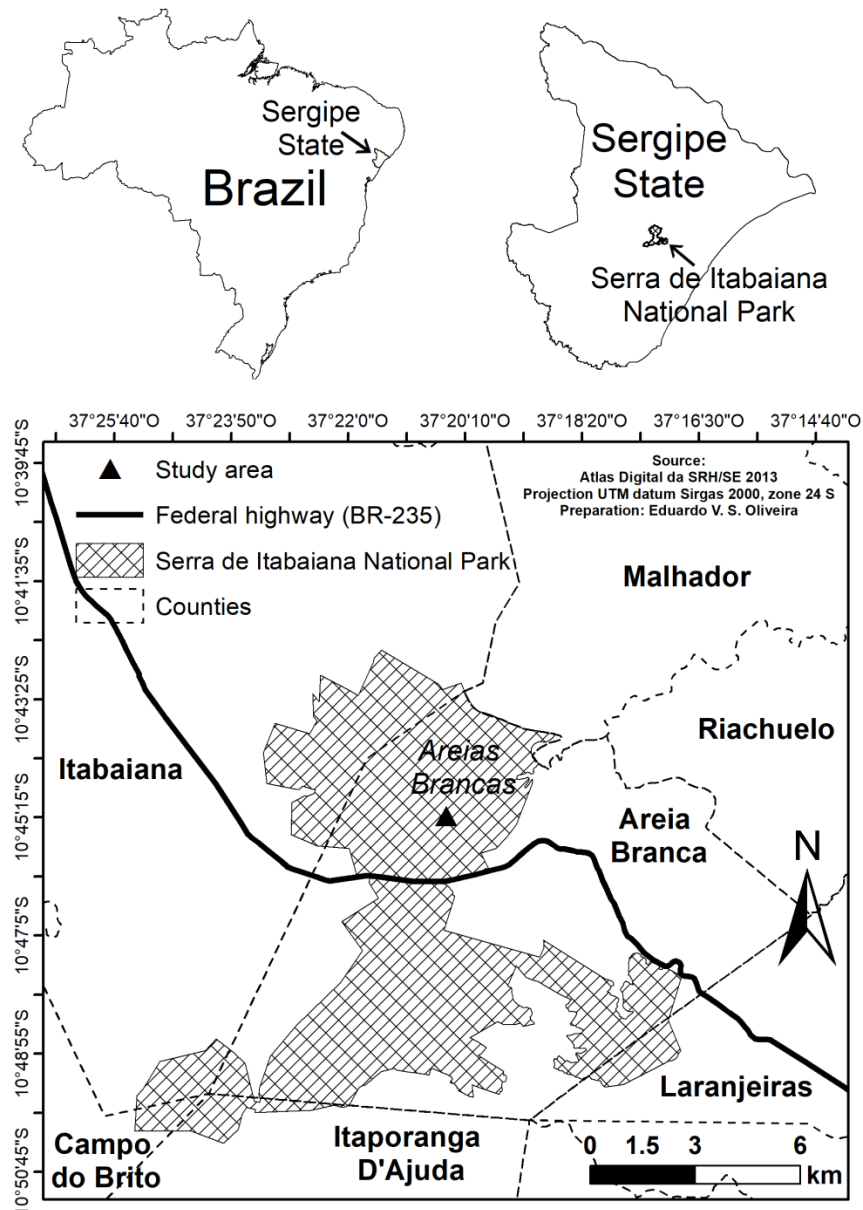 Sergipe
State
Brazil
Sergipe
State
Serra de Itabaiana
National Park
37°25'40"O 37°23'50"O 37°22'0"O 37°20'10"O 37°18'20"O 37°16'30"O 37°14'40"O
10°39'45"S
10°41'35"S
10°43'25"S
10°45'15"S
10°47'5"S
10°48'55"S
10°50'45"S
Study area
Federal highway (BR-235)
Serra de Itabaiana National Park
Counties
Source:
Atlas Digital da SRH/SE 2013
Projection UTM datum Sirgas 2000, zone 24 S
Preparation: Eduardo V. S. Oliveira
Malhador
Riachuelo
Itabaiana
Areias
Brancas
Areia
Branca
N
Laranjeiras
Campo
do Brito
Itaporanga
D'Ajuda
0 1.5 3 6
km